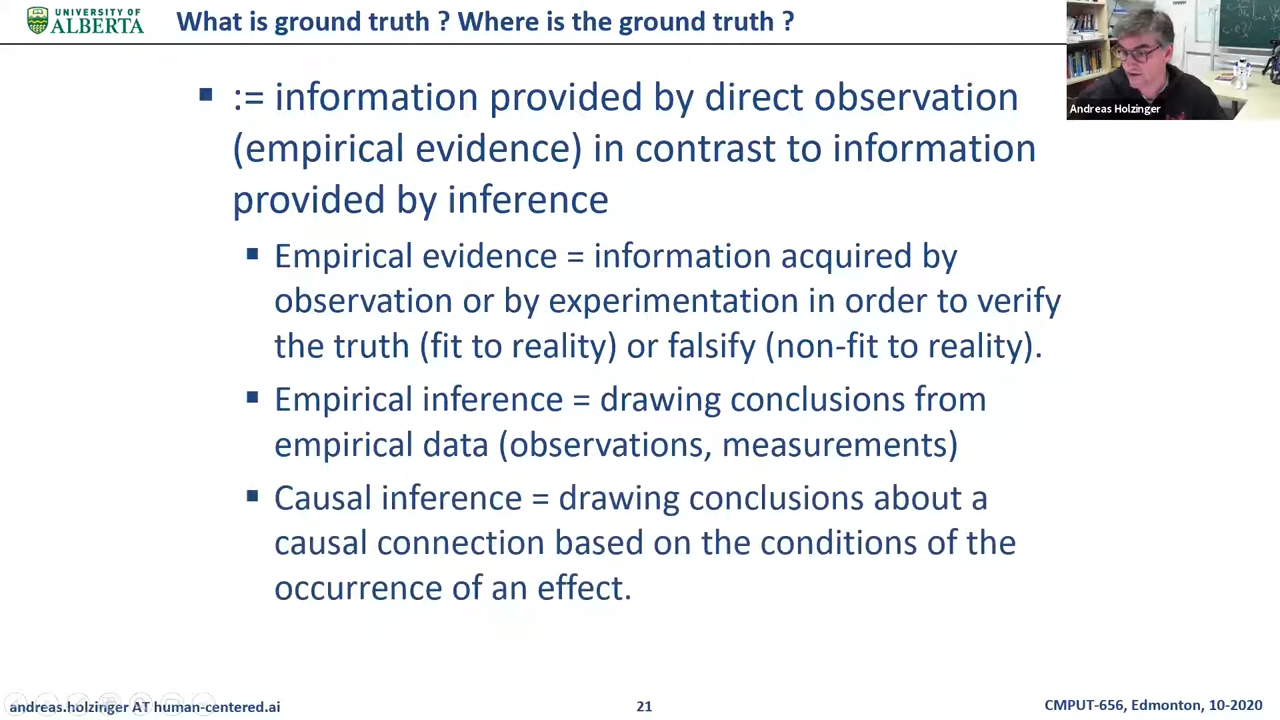 UNIVERSITY OF
ALBERTA
What is ground truth ? Where is the ground truth ?
Andreas Holzinger
▪ := information provided by direct observation
(empirical evidence) in contrast to information
provided by inference
▪ Empirical evidence = information acquired by
observation or by experimentation in order to verify
the truth (fit to reality) or falsify (non-fit to reality).
▪ Empirical inference = drawing conclusions from
empirical data (observations, measurements)
▪ Causal inference = drawing conclusions about a
causal connection based on the conditions of the
occurrence of an effect.
andreas.holzinger AT human-centered.ai
21
CMPUT-656, Edmonton, 10-2020